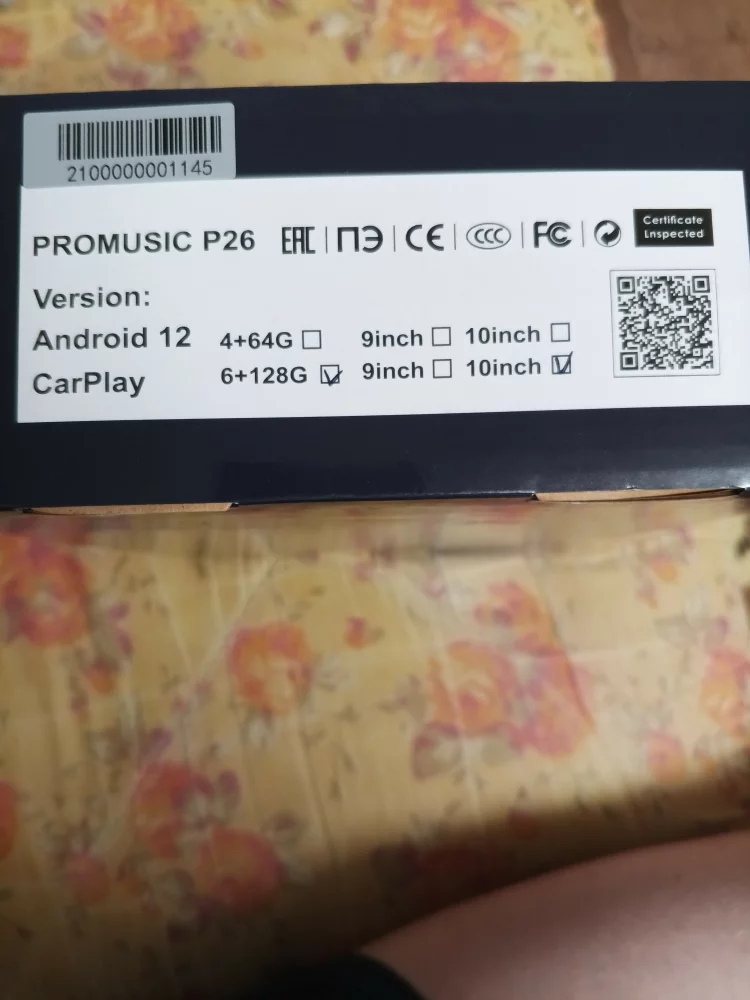 2100000001145
PROMUSIC P26 EAC ПЭ CE CCC FC Certificate Inspected
Version:
Android 12 4+64G ☐ 9inch ☐ 10inch ☐
CarPlay 6+128G ☑ 9inch ☐ 10inch ☑